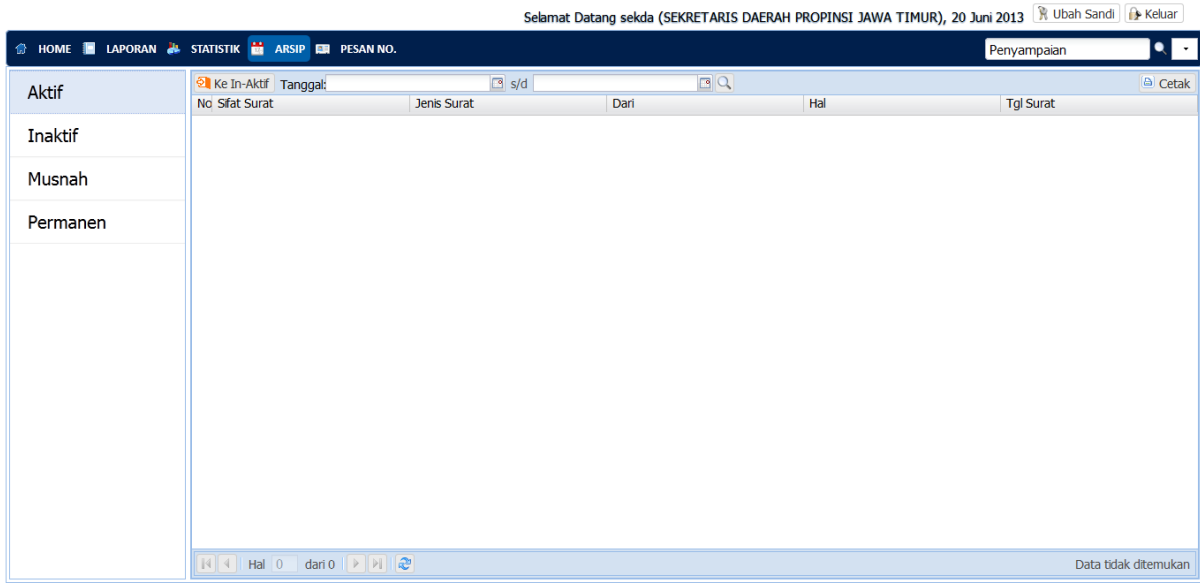 Selamat Datang sekda (SEKRETARIS DAERAH PROPINSI JAWA TIMUR), 20 Juni 2013 Ubah Sandi Keluar
HOME LAPORAN STATISTIK ARSIP PESAN NO. Penyampaian
Aktif
Inaktif
Musnah
Permanen
Ke In-Aktif Tanggal: s/d Cetak
No Sifat Surat Jenis Surat Dari Hal Tgl Surat
Hal 0 dari 0 Data tidak ditemukan